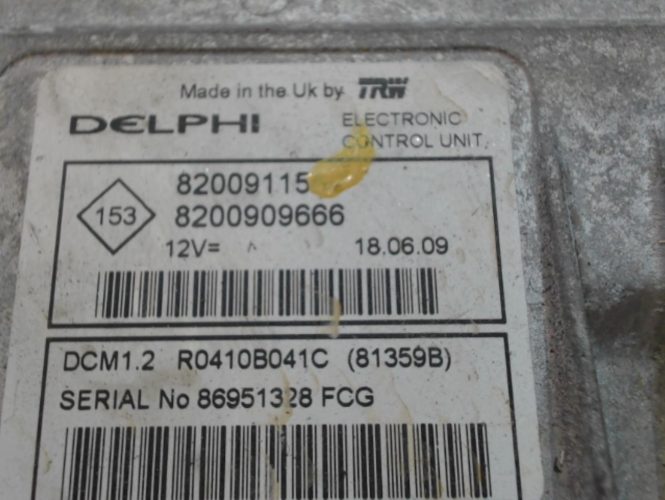 Made in the Uk by TRW
DELPHI ELECTRONIC
CONTROL UNIT
153
8200909666
12V= 18.06.09
DCM1.2 R0410B041C (81359B)
SERIAL No 86951328 FCG